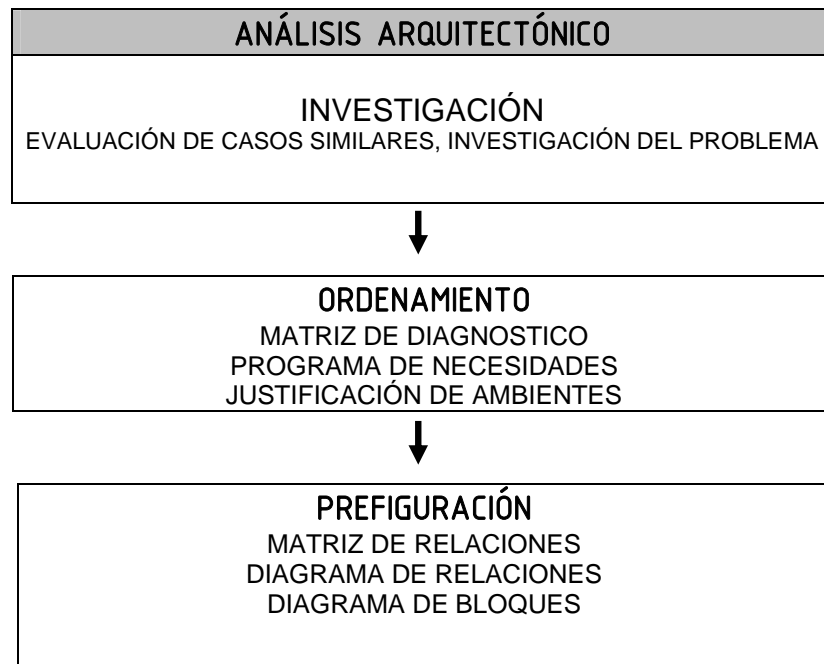 ANÁLISIS ARQUITECTÓNICO
INVESTIGACIÓN
EVALUACIÓN DE CASOS SIMILARES, INVESTIGACIÓN DEL PROBLEMA
ORDENAMIENTO
MATRIZ DE DIAGNOSTICO
PROGRAMA DE NECESIDADES
JUSTIFICACIÓN DE AMBIENTES
PREFIGURACIÓN
MATRIZ DE RELACIONES
DIAGRAMA DE RELACIONES
DIAGRAMA DE BLOQUES